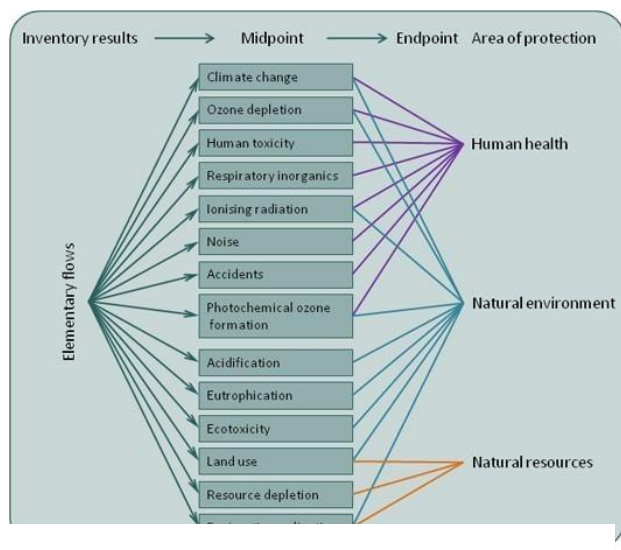 Inventory results Midpoint Endpoint Area of protection
Climate change
Ozone depletion
Human toxicity
Respiratory inorganics
Ionising radiation
Noise
Accidents
Photochemical ozone
formation
Acidification
Eutrophication
Ecotoxicity
Land use
Resource depletion
Elementary flows
Human health
Natural environment
Natural resources